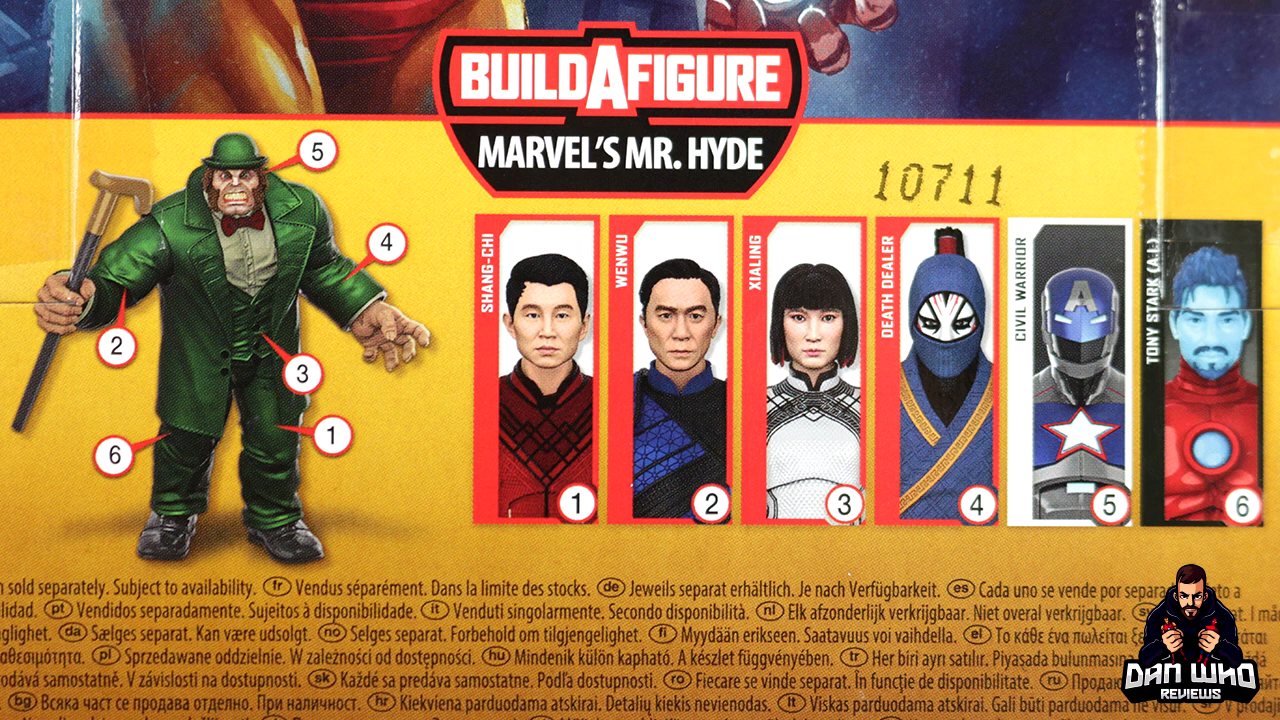 BUILD A FIGURE
MARVEL'S MR. HYDE
10711
5
4
2
3
1
6
SHANG-CHI
1
WENWU
2
XIALING
3
DEATH DEALER
4
CIVIL WARRIOR
5
TONY STARK (A.I.)
6
sold separately. Subject to availability. fr Vendus séparément. Dans la limite des stocks. de Jeweils separat erhältlich. Je nach Verfügbarkeit. es Cada uno se vende por
pt Vendidos separadamente. Sujeitos à disponibilidade. it Venduti singolarmente. Secondo disponibilità. nl Elk afzonderlijk verkrijgbaar. Niet overal verkrijgbaar.
da Sælges separat. Kan være udsolgt. no Selges separat. Forbehold om tilgjengelighet. fi Myydään erikseen. Saatavuus voi vaihdella. el Το κάθε ένα πωλείται
pl Sprzedawane oddzielnie. W zależności od dostępności. hu Mindenik külön kapható. A készlet függvényében. tr Her biri ayrı satılır. Piyasada
samostatně. V závislosti na dostupnosti. sk Každé sa predáva samostatne. Podľa dostupnosti. ro Fiecare se vinde separat. În funcție de disponibilitate. ru
bg Всяка част се продава отделно. При наличност. hr Kiekviena parduodama atskirai. Detalių kiekis nevienodas. lt Viskas parduodama atskirai. Gali būti parduodama ne visur.
DAN WHO
REVIEWS